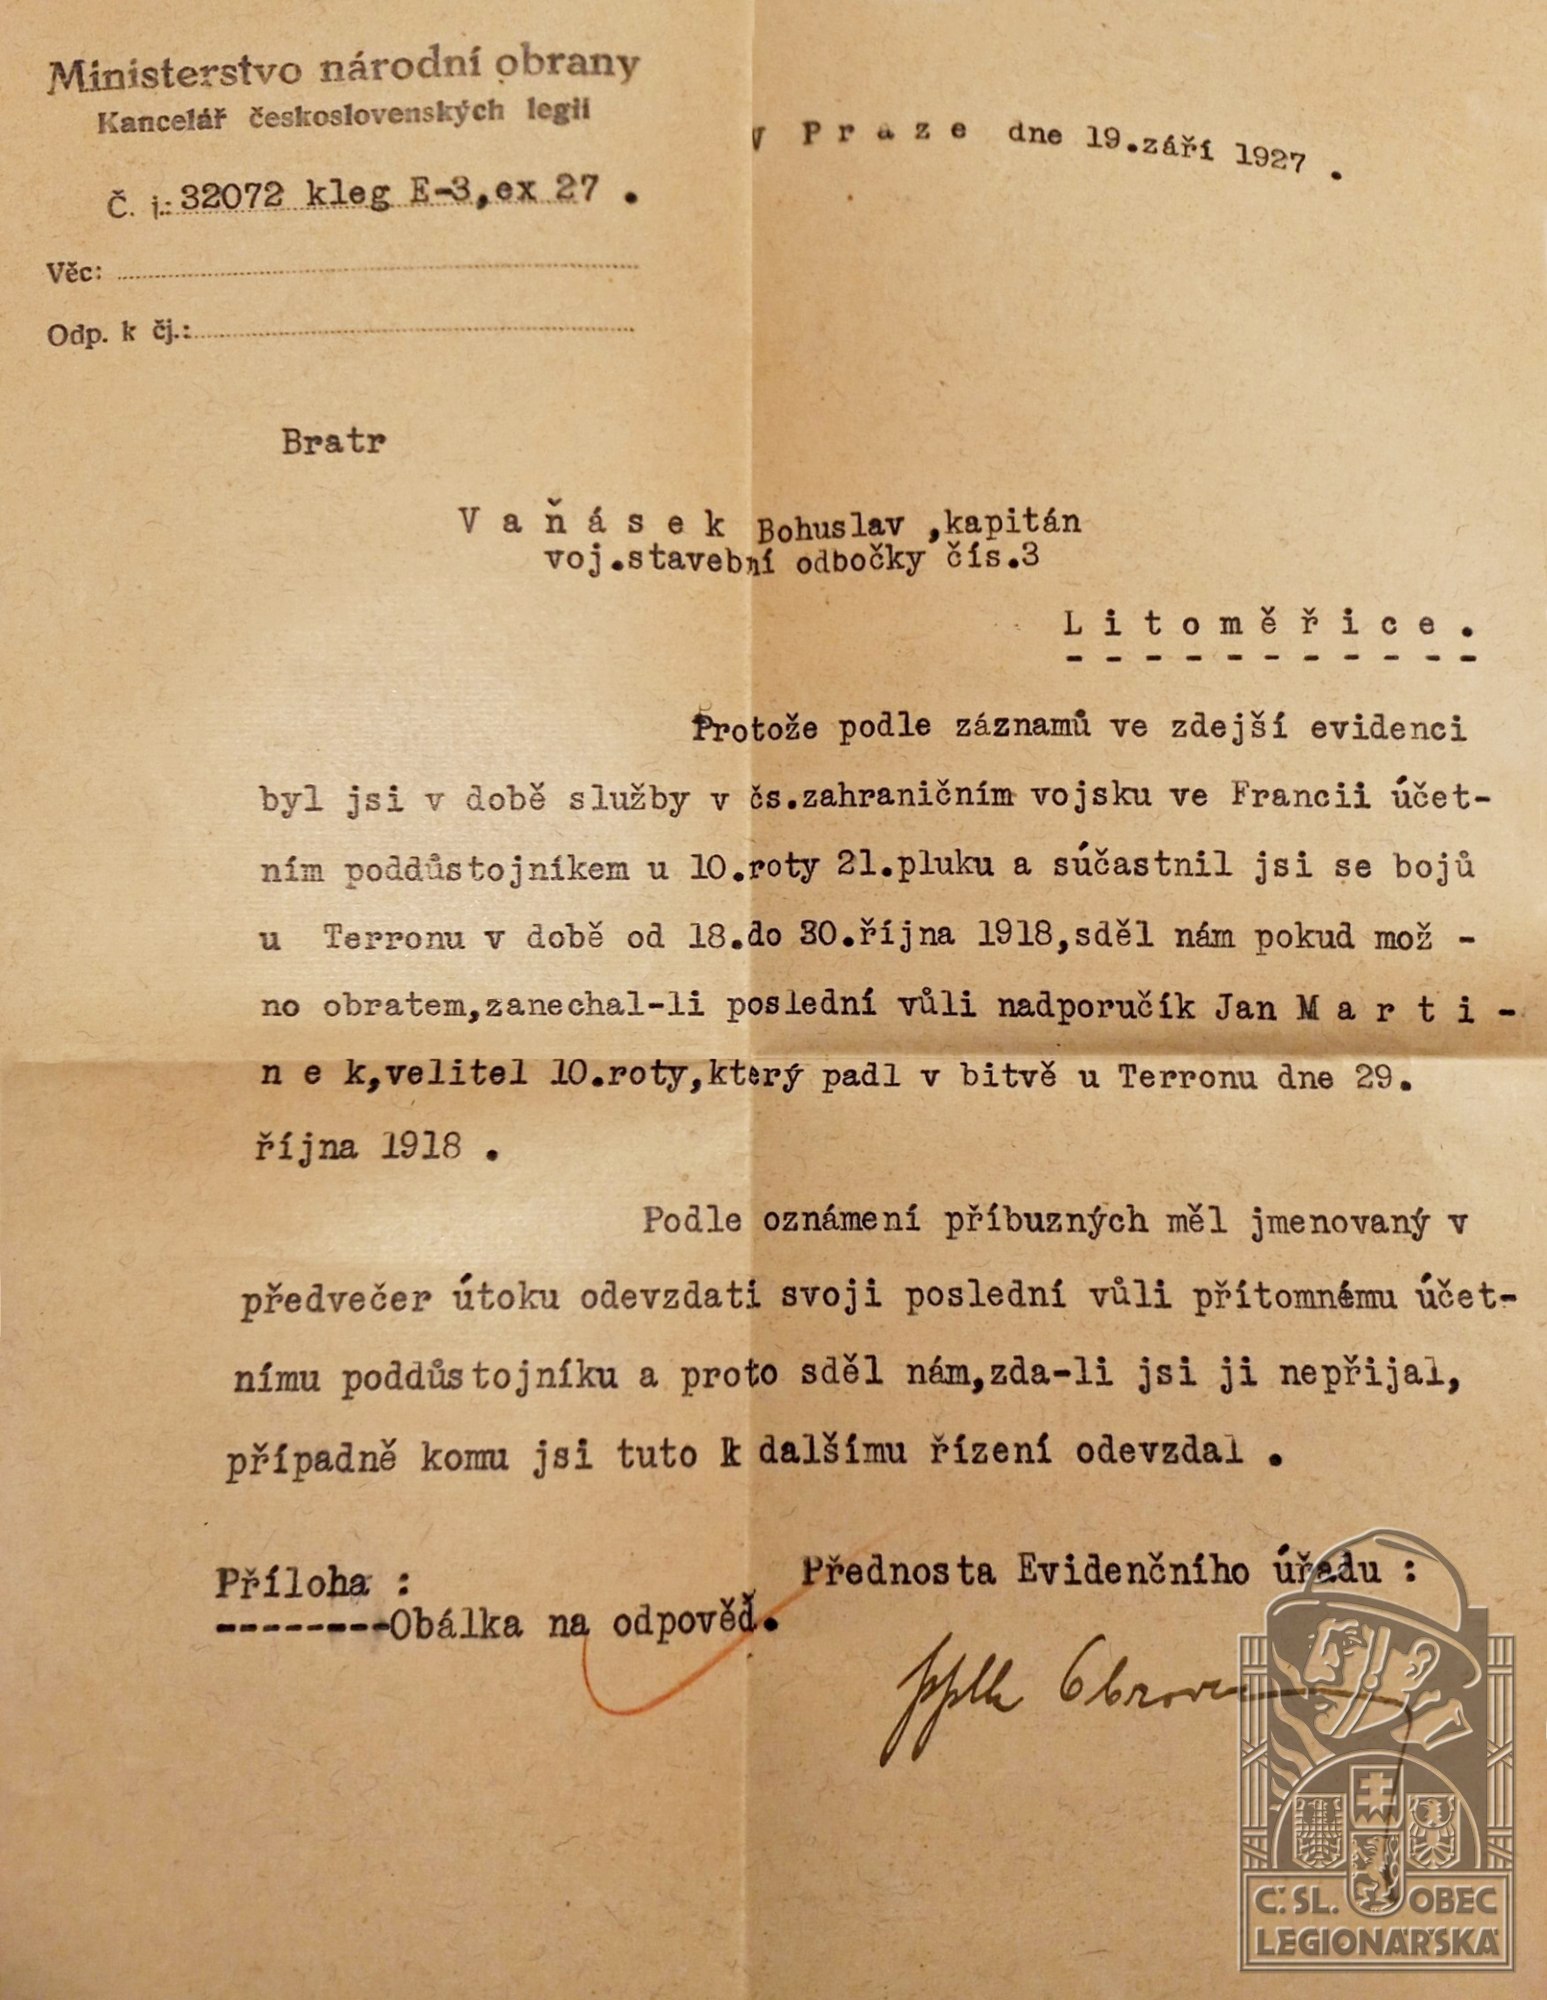 Ministerstvo národní obrany
Kancelář československých legií
V P r a z e dne 19.září 1927 .
Č. j.: 32072 kleg E-3,ex 27 .
Věc:
Odp. k čj.:
Bratr
V a ň á s e k Bohuslav ,kapitán
voj.stavební odbočky čís.3
L i t o m ě ř i c e .
- - - - - - - - - - -
Protože podle záznamů ve zdejší evidenci
byl jsi v době služby v čs.zahraničním vojsku ve Francii účet-
ním poddůstojníkem u 10.roty 21.pluku a súčastnil jsi se bojů
u Terronu v době od 18.do 30.října 1918,sděl nám pokud mož -
no obratem,zanechal-li poslední vůli nadporučík Jan M a r t i -
n e k,velitel 10.roty,který padl v bitvě u Terronu dne 29.
října 1918 .
Podle oznámení příbuzných měl jmenovaný v
předvečer útoku odevzdati svoji poslední vůli přítomnému účet-
nímu poddůstojníku a proto sděl nám,zda-li jsi ji nepřijal,
případně komu jsi tuto k dalšímu řízení odevzdal .
Příloha :
--------Obálka na odpověď.
Přednosta Evidenčního úřadu :
pplk
Č.SL. OBEC
LEGIONÁŘSKÁ